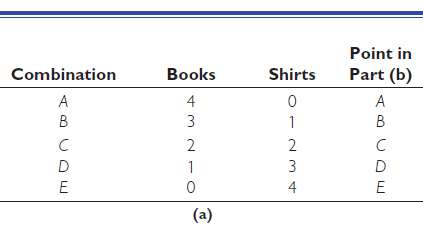 Point in
Combination Books Shirts Part (b)
A 4 0 A
B 3 1 B
C 2 2 C
D 1 3 D
E 0 4 E
(a)